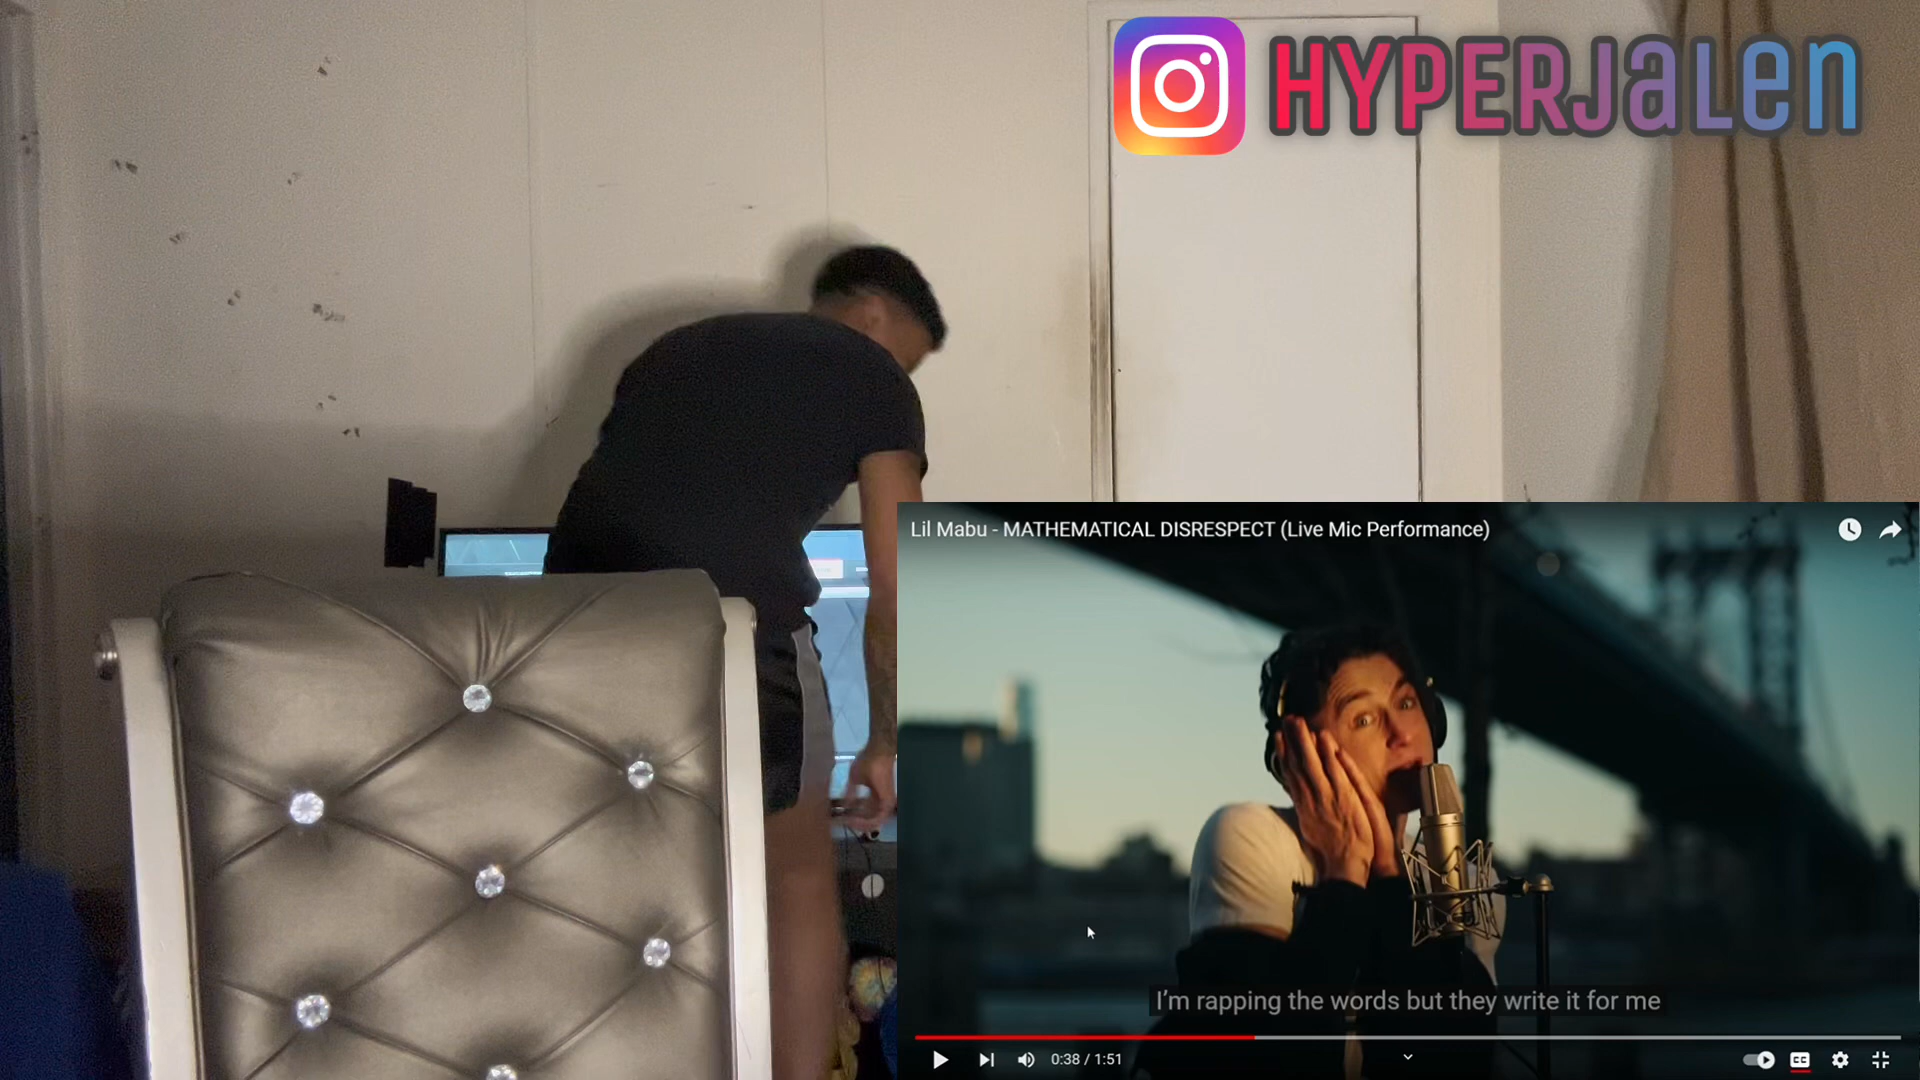 HYPERJaLen
Lil Mabu - MATHEMATICAL DISRESPECT (Live Mic Performance)
I'm rapping the words but they write it for me
0:38 / 1:51
CC